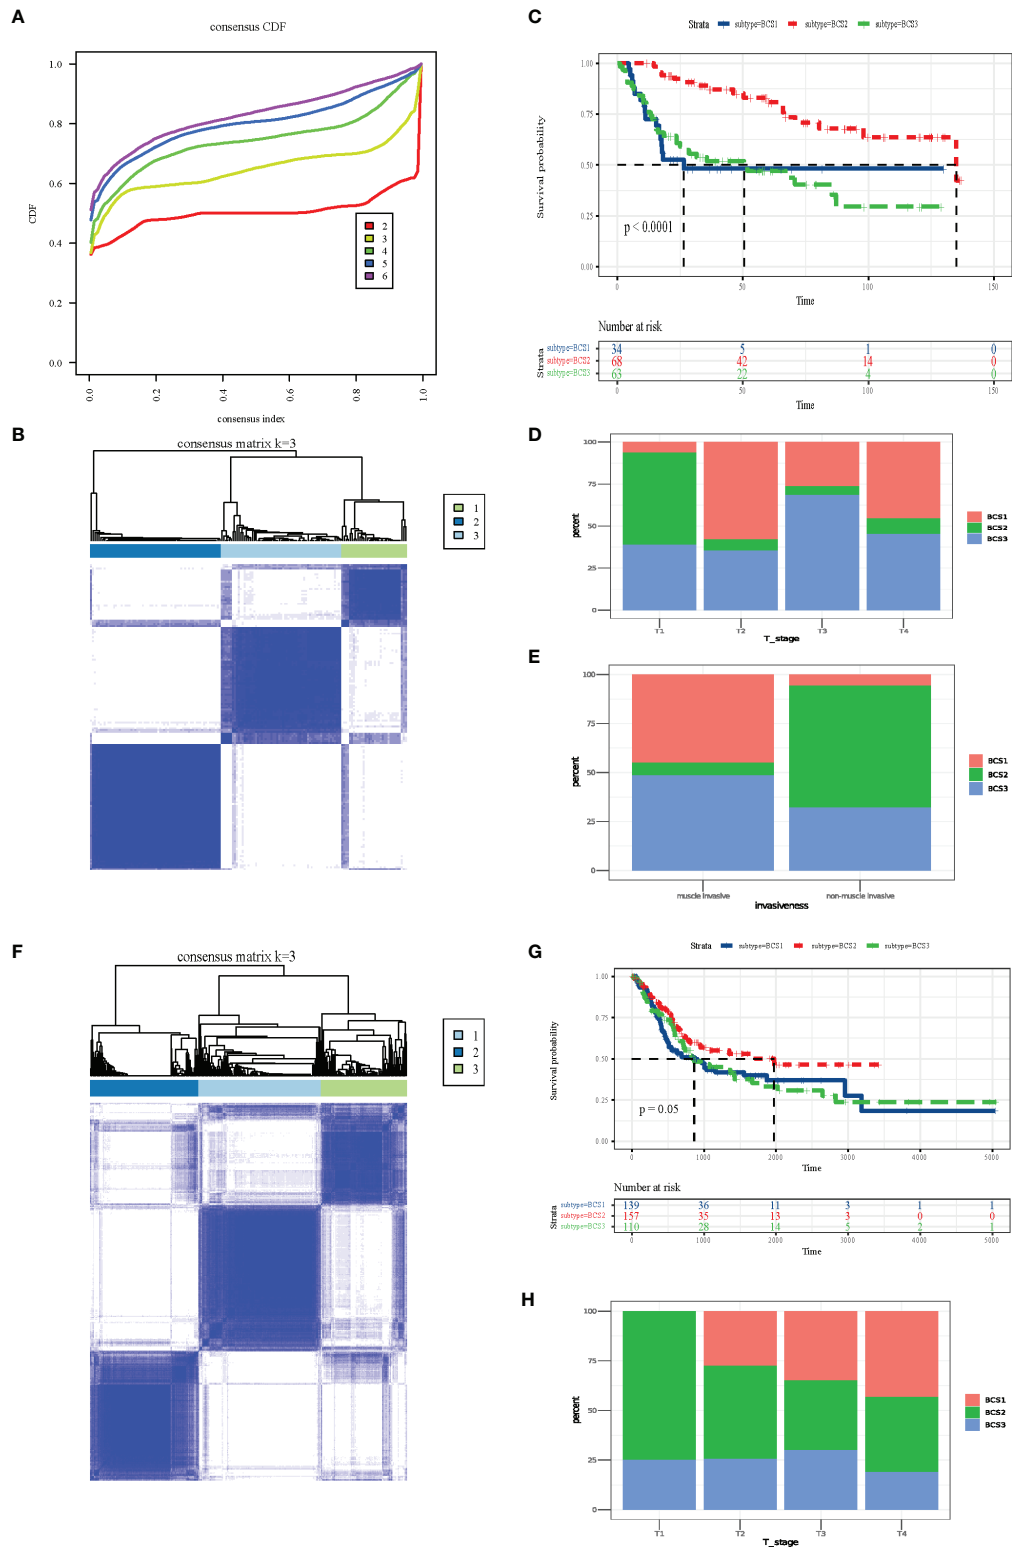 A
consensus CDF
CDF
1.0
0.8
0.6
0.4
0.2
0.0
2
3
4
5
6
0.0
0.2
0.4
0.6
0.8
1.0
consensus index
B
consensus matrix k=3
1
2
3
C
Strata subtype=BCS1 subtype=BCS2 subtype=BCS3
Survival probability
1.00
0.75
0.50
0.25
0.00
p < 0.0001
0 50 100 150
Time
Number at risk
Strata
subtype=BCS1 34 5 1 0
subtype=BCS2 68 42 14 0
subtype=BCS3 63 22 4 0
0 50 100 150
Time
D
percent
100
75
50
25
0
T1 T2 T3 T4
T_stage
BCS1
BCS2
BCS3
E
percent
100
75
50
25
0
muscle invasive non-muscle invasive
invasiveness
BCS1
BCS2
BCS3
F
consensus matrix k=3
1
2
3
G
Strata subtype=BCS1 subtype=BCS2 subtype=BCS3
Survival probability
1.00
0.75
0.50
0.25
0.00
p = 0.05
0 1000 2000 3000 4000 5000
Time
Number at risk
Strata
subtype=BCS1 139 36 11 3 1 1
subtype=BCS2 157 35 13 3 0 0
subtype=BCS3 110 28 14 5 2 1
0 1000 2000 3000 4000 5000
Time
H
percent
100
75
50
25
0
T1 T2 T3 T4
T_stage
BCS1
BCS2
BCS3